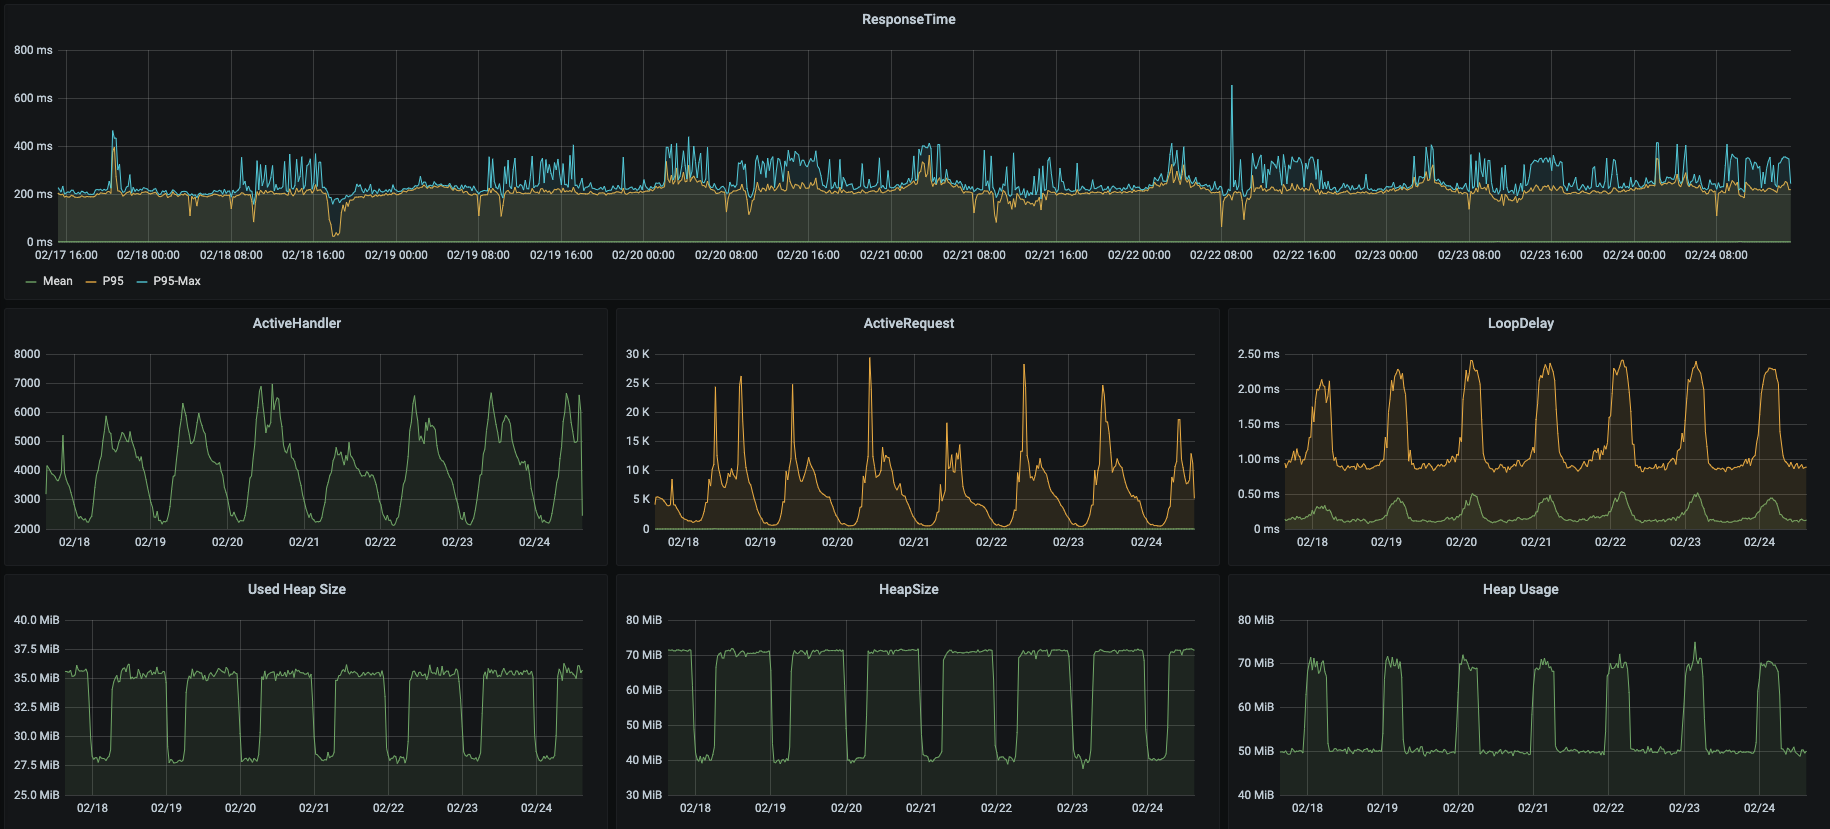 ResponseTime
800 ms
600 ms
400 ms
200 ms
0 ms
02/17 16:00 02/18 00:00 02/18 08:00 02/18 16:00 02/19 00:00 02/19 08:00 02/19 16:00 02/20 00:00 02/20 08:00 02/20 16:00 02/21 00:00 02/21 08:00 02/21 16:00 02/22 00:00 02/22 08:00 02/22 16:00 02/23 00:00 02/23 08:00 02/23 16:00 02/24 00:00 02/24 08:00
Mean P95 P95-Max
ActiveHandler
8000
7000
6000
5000
4000
3000
2000
02/18 02/19 02/20 02/21 02/22 02/23 02/24
ActiveRequest
30 K
25 K
20 K
15 K
10 K
5 K
0
02/18 02/19 02/20 02/21 02/22 02/23 02/24
LoopDelay
2.50 ms
2.00 ms
1.50 ms
1.00 ms
0.50 ms
0 ms
02/18 02/19 02/20 02/21 02/22 02/23 02/24
Used Heap Size
40.0 MiB
37.5 MiB
35.0 MiB
32.5 MiB
30.0 MiB
27.5 MiB
25.0 MiB
02/18 02/19 02/20 02/21 02/22 02/23 02/24
HeapSize
80 MiB
70 MiB
60 MiB
50 MiB
40 MiB
30 MiB
02/18 02/19 02/20 02/21 02/22 02/23 02/24
Heap Usage
80 MiB
70 MiB
60 MiB
50 MiB
40 MiB
02/18 02/19 02/20 02/21 02/22 02/23 02/24